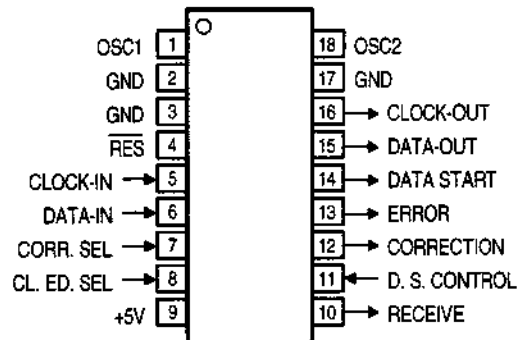 OSC1 1 18 OSC2
GND 2 17 GND
GND 3 16 CLOCK-OUT
R̅E̅S̅ 4 15 DATA-OUT
CLOCK-IN 5 14 DATA START
DATA-IN 6 13 ERROR
CORR. SEL 7 12 CORRECTION
CL. ED. SEL 8 11 D. S. CONTROL
+5V 9 10 RECEIVE